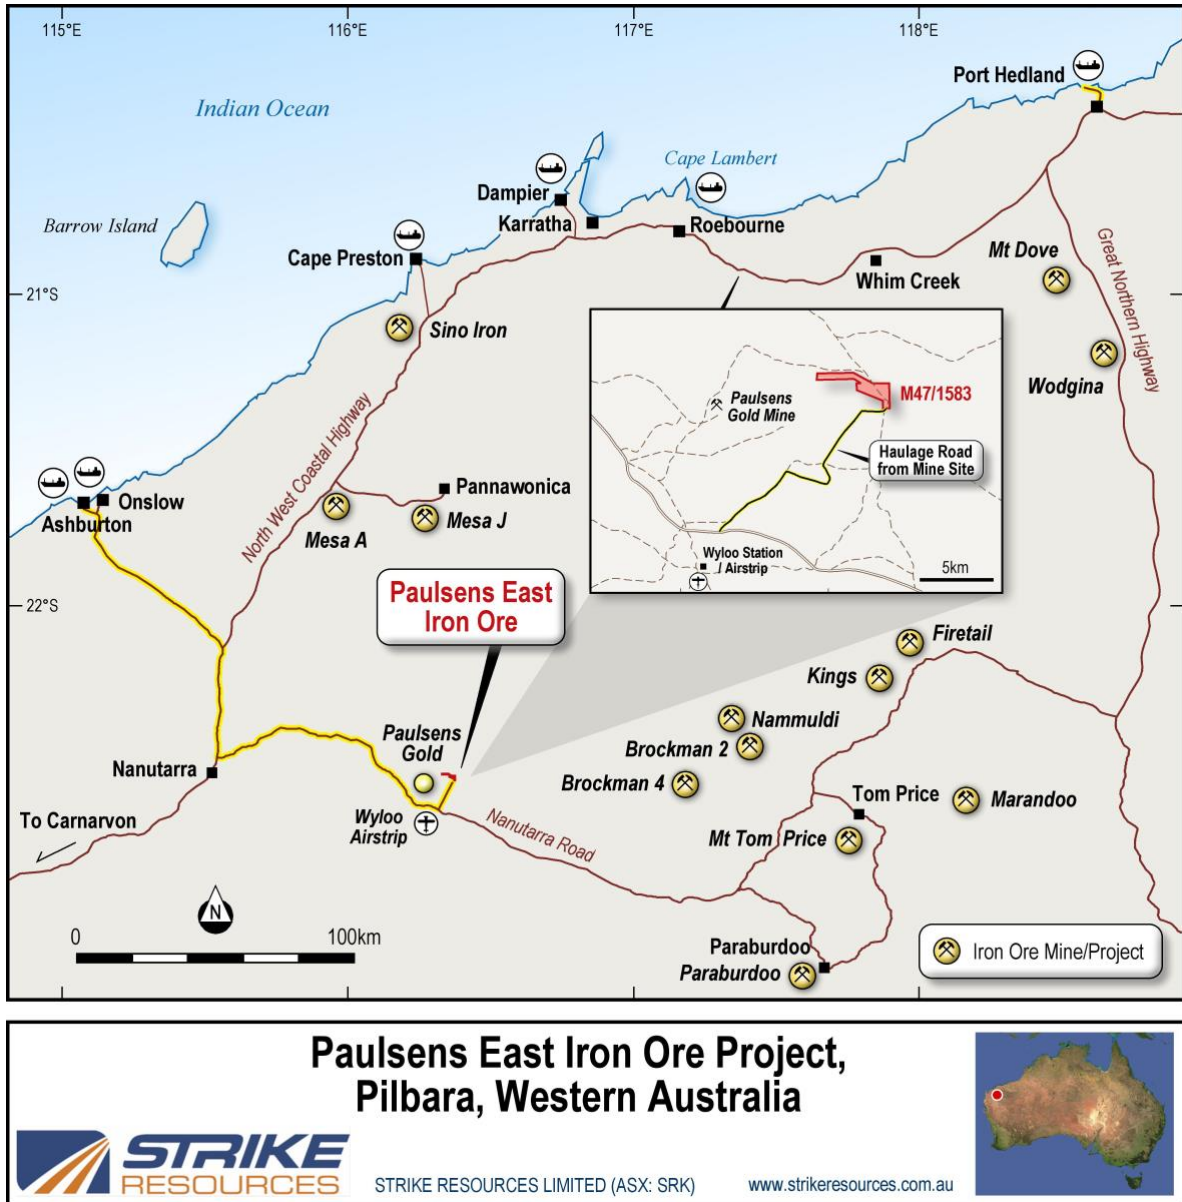 115°E
116°E
117°E
118°E
Port Hedland
Indian Ocean
Cape Lambert
Dampier
Karratha
Roebourne
Barrow Island
Cape Preston
Mt Dove
Great Northern Highway
Whim Creek
21°S
Sino Iron
Wodgina
Paulsens
Gold Mine
M47/1583
Haulage Road
from Mine Site
North West Coastal Highway
Pannawonica
Onslow
Ashburton
Mesa A
Mesa J
Wyloo Station
/ Airstrip
5km
22°S
Paulsens East
Iron Ore
Firetail
Kings
Nammuldi
Paulsens
Gold
Brockman 2
Nanutarra
Brockman 4
Tom Price
Marandoo
To Carnarvon
Wyloo
Airstrip
Nanutarra Road
Mt Tom Price
N
0
100km
Paraburdoo
Paraburdoo
Iron Ore Mine/Project
Paulsens East Iron Ore Project,
Pilbara, Western Australia
STRIKE
RESOURCES
STRIKE RESOURCES LIMITED (ASX: SRK)
www.strikeresources.com.au